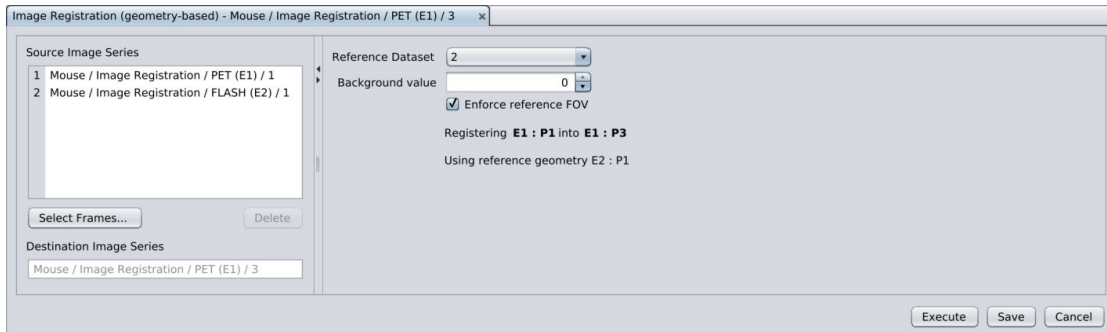 Image Registration (geometry-based) - Mouse / Image Registration / PET (E1) / 3 x
Source Image Series
1 Mouse / Image Registration / PET (E1) / 1
2 Mouse / Image Registration / FLASH (E2) / 1
Select Frames...
Delete
Destination Image Series
Mouse / Image Registration / PET (E1) / 3
Reference Dataset 2
Background value 0
Enforce reference FOV
Registering E1 : P1 into E1 : P3
Using reference geometry E2 : P1
Execute Save Cancel